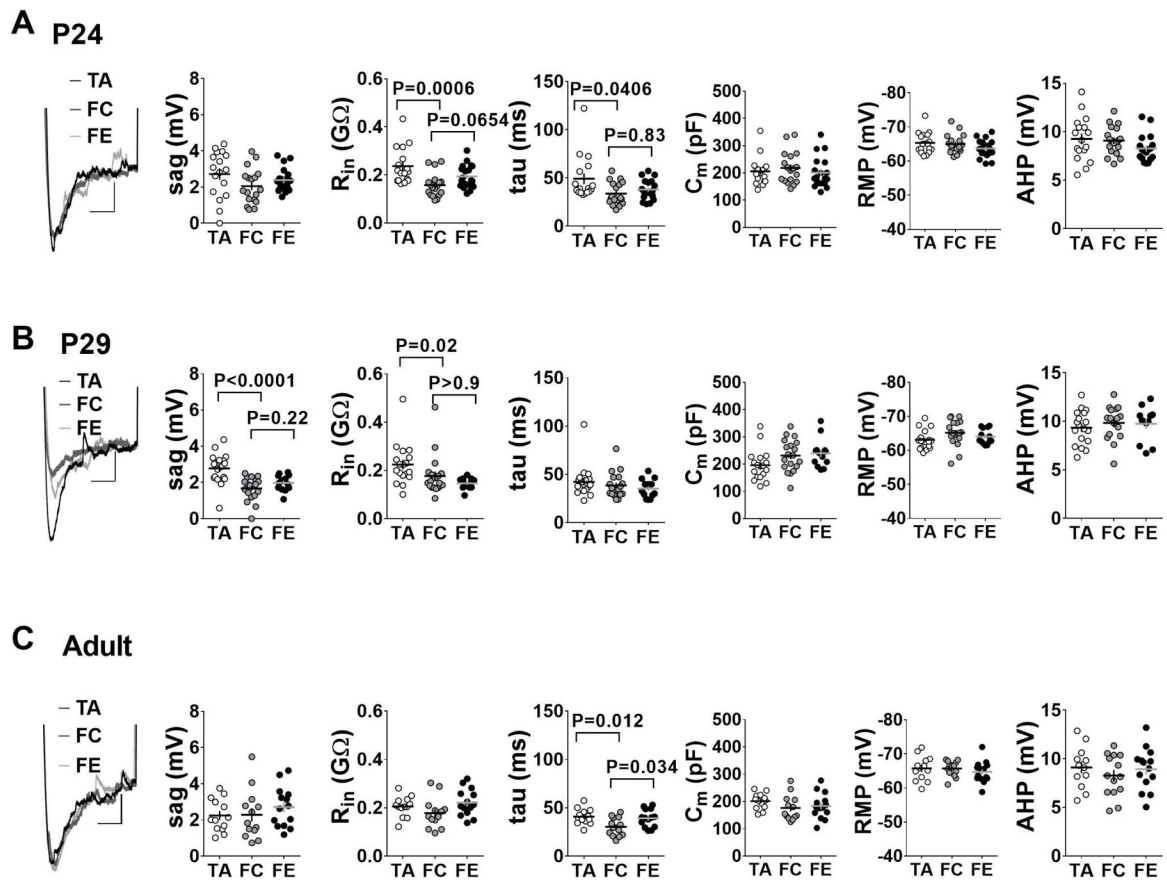 A P24
TA
FC
FE
sag (mV)
8
6
4
2
0
TA FC FE
R_in (GΩ)
0.6
0.4
0.2
0.0
P=0.0006
P=0.0654
TA FC FE
tau (ms)
150
100
50
0
P=0.0406
P=0.83
TA FC FE
C_m (pF)
500
400
300
200
100
0
TA FC FE
RMP (mV)
-80
-70
-60
-50
-40
TA FC FE
AHP (mV)
15
10
5
0
TA FC FE
B P29
TA
FC
FE
sag (mV)
8
6
4
2
0
P<0.0001
P=0.22
TA FC FE
R_in (GΩ)
0.6
0.4
0.2
0.0
P=0.02
P>0.9
TA FC FE
tau (ms)
150
100
50
0
TA FC FE
C_m (pF)
500
400
300
200
100
0
TA FC FE
RMP (mV)
-80
-70
-60
-50
-40
TA FC FE
AHP (mV)
15
10
5
0
TA FC FE
C Adult
TA
FC
FE
sag (mV)
8
6
4
2
0
TA FC FE
R_in (GΩ)
0.6
0.4
0.2
0.0
TA FC FE
tau (ms)
150
100
50
0
P=0.012
P=0.034
TA FC FE
C_m (pF)
500
400
300
200
100
0
TA FC FE
RMP (mV)
-80
-70
-60
-50
-40
TA FC FE
AHP (mV)
15
10
5
0
TA FC FE